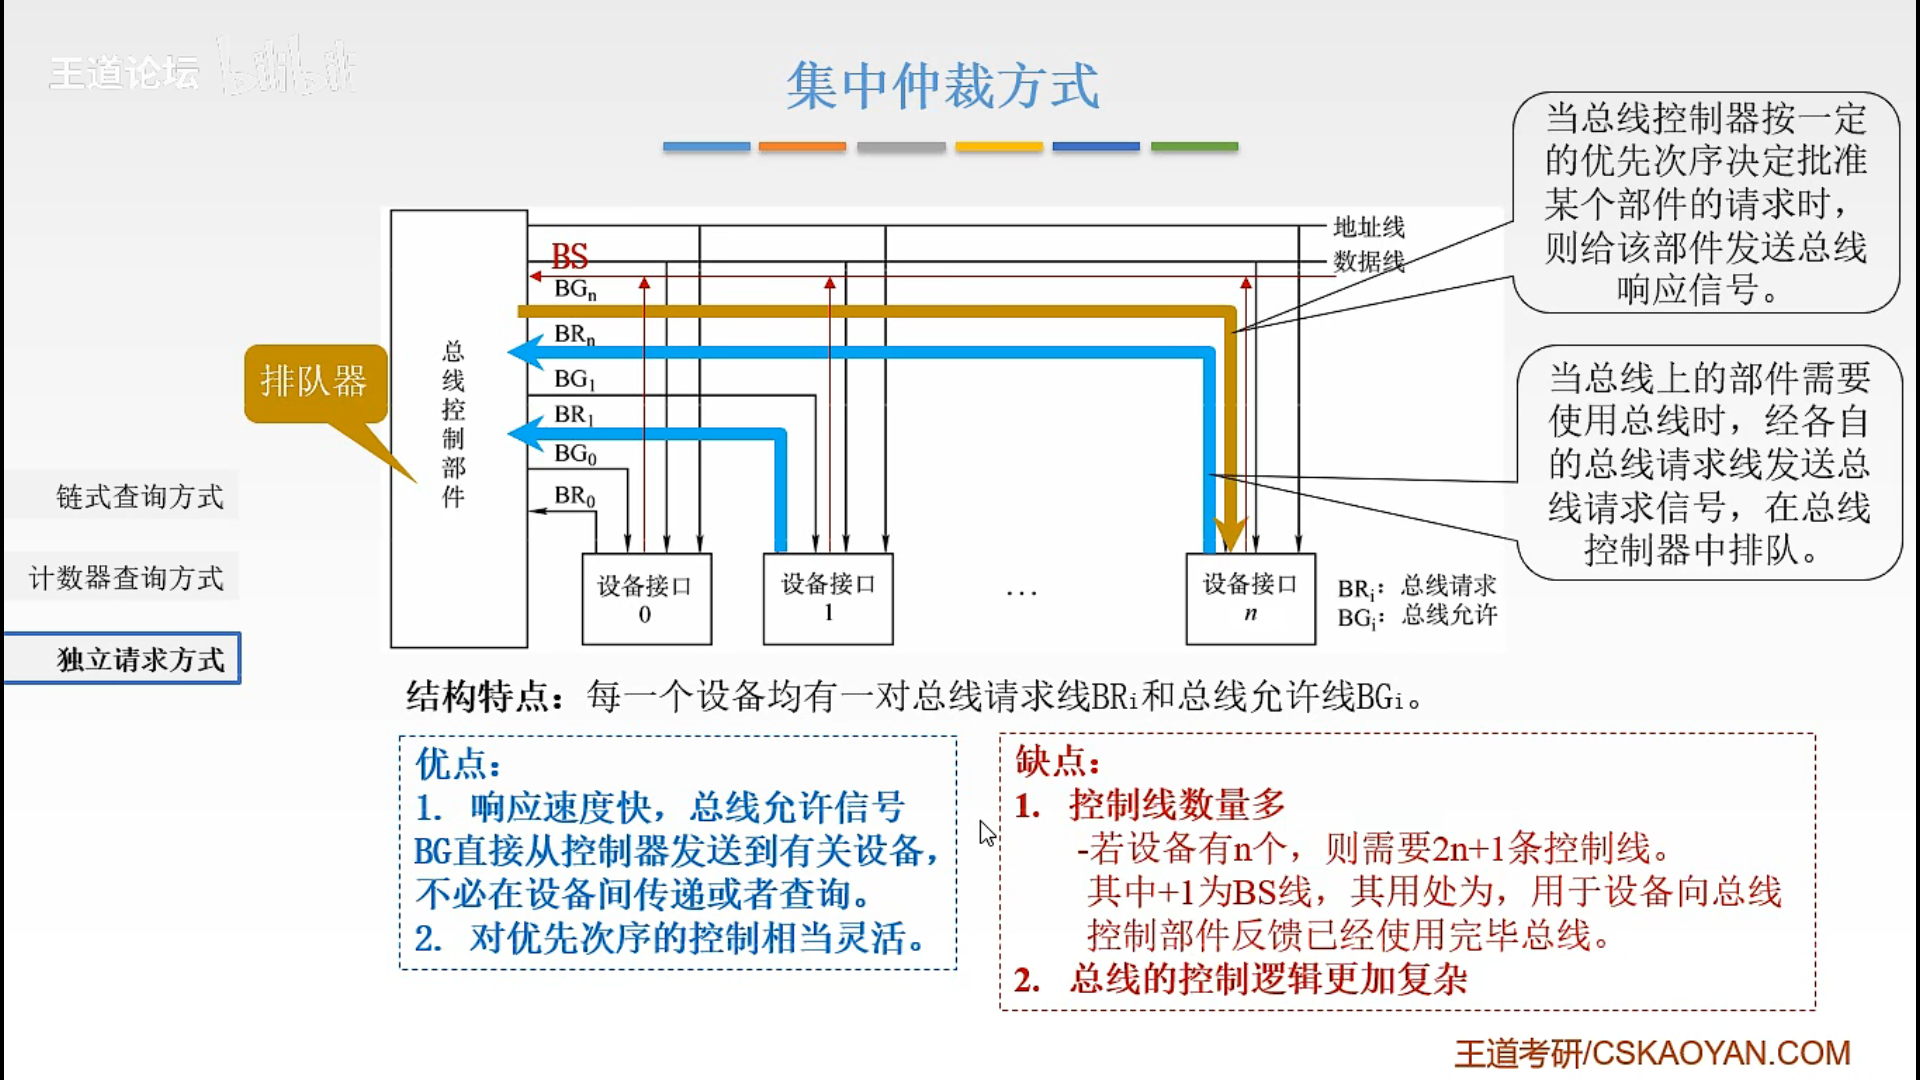 王道论坛 bilibili
集中仲裁方式
当总线控制器按一定
的优先次序决定批准
某个部件的请求时，
则给该部件发送总线
响应信号。
地址线
数据线
BS
BGn
BRn
BG1
BR1
BG0
BR0
总线控制部件
排队器
当总线上的部件需要
使用总线时，经各自
的总线请求线发送总
线请求信号，在总线
控制器中排队。
链式查询方式
计数器查询方式
独立请求方式
设备接口
0
设备接口
1
…
设备接口
n
BRi：总线请求
BGi：总线允许
结构特点：每一个设备均有一对总线请求线BRi和总线允许线BGi。
优点：
1. 响应速度快，总线允许信号
BG直接从控制器发送到有关设备，
不必在设备间传递或者查询。
2. 对优先次序的控制相当灵活。
缺点：
1. 控制线数量多
-若设备有n个，则需要2n+1条控制线。
其中+1为BS线，其用处为，用于设备向总线
控制部件反馈已经使用完毕总线。
2. 总线的控制逻辑更加复杂
王道考研/CSKAOYAN.COM